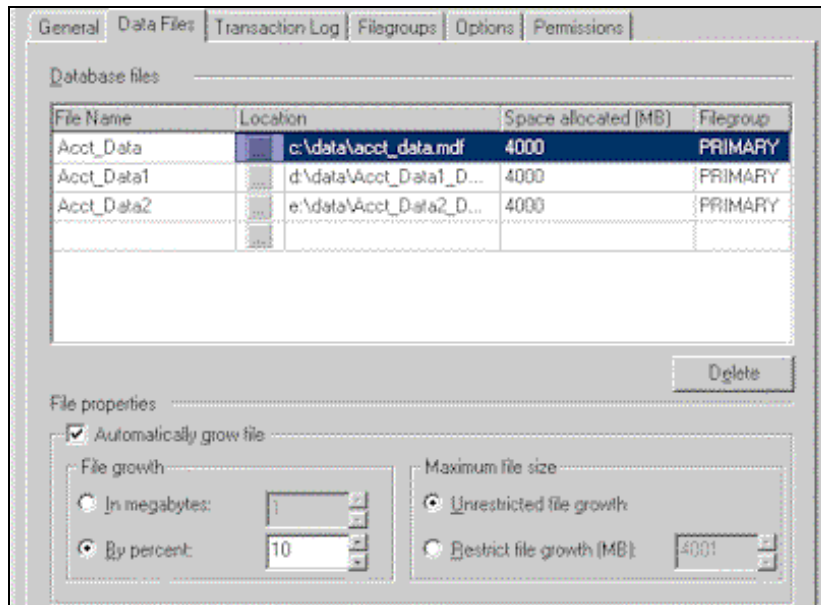 General Data Files Transaction Log Filegroups Options Permissions
Database files
File Name Location Space allocated (MB) Filegroup
Acct_Data ... c:\data\acct_data.mdf 4000 PRIMARY
Acct_Data1 ... d:\data\Acct_Data1_D... 4000 PRIMARY
Acct_Data2 ... e:\data\Acct_Data2_D... 4000 PRIMARY
...
Delete
File properties
Automatically grow file
File growth Maximum file size
In megabytes: 1 Unrestricted file growth
By percent: 10 Restrict file growth (MB): 4001